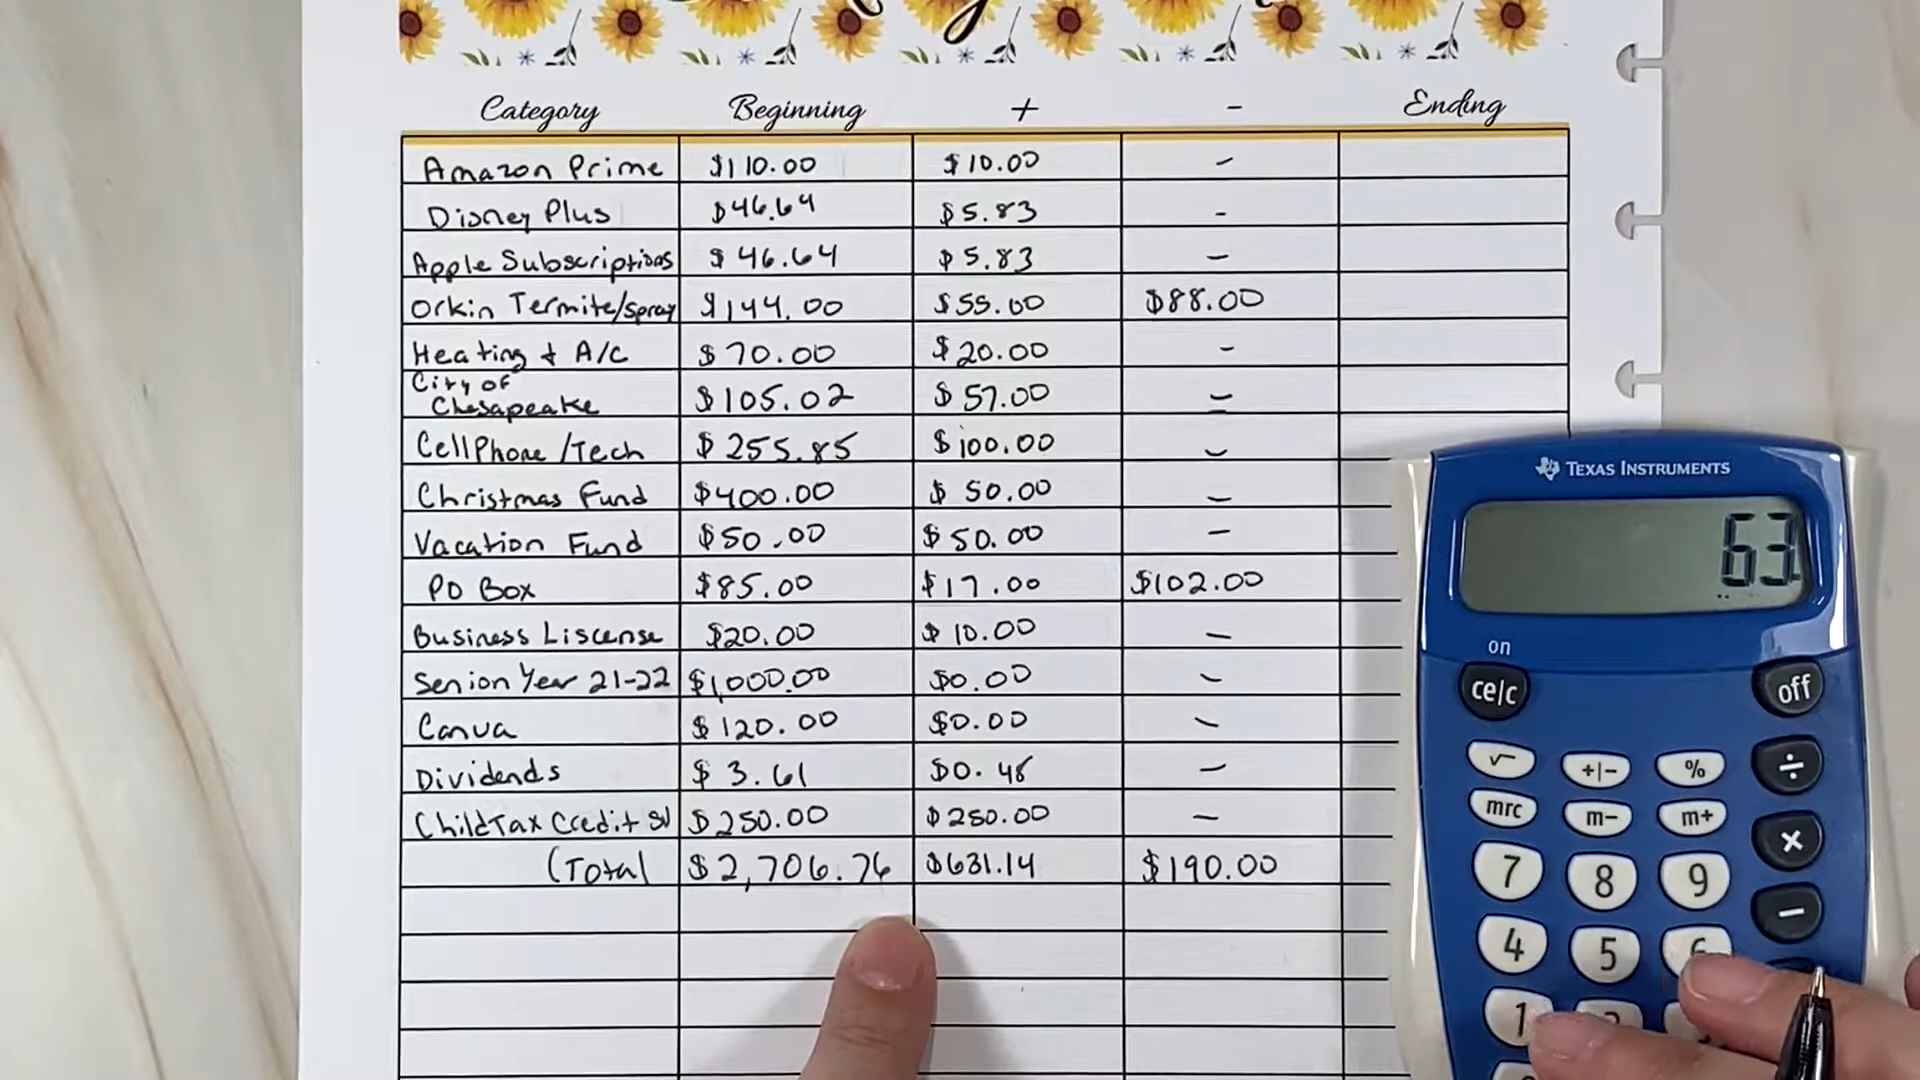 Category Beginning + - Ending
Amazon Prime $110.00 $10.00 -
Disney Plus $46.64 $5.83 -
Apple Subscriptions $46.64 $5.83 -
Orkin Termite/spray $144.00 $55.00 $88.00
Heating & A/C $70.00 $20.00 -
City of
Chesapeake $105.02 $57.00 -
CellPhone/Tech $255.85 $100.00 -
Christmas Fund $400.00 $50.00 -
Vacation Fund $50.00 $50.00 -
PO Box $85.00 $17.00 $102.00
Business Liscense $20.00 $10.00 -
Senior Year 21-22 $1,000.00 $0.00 -
Canva $120.00 $0.00 -
Dividends $3.61 $0.48 -
ChildTax Credit SV $250.00 $250.00 -
(Total $2,706.76 $631.14 $190.00
TEXAS INSTRUMENTS
63.
on
ce|c off
√ +|- % ÷
mrc m- m+ ×
7 8 9 −
4 5 6
1